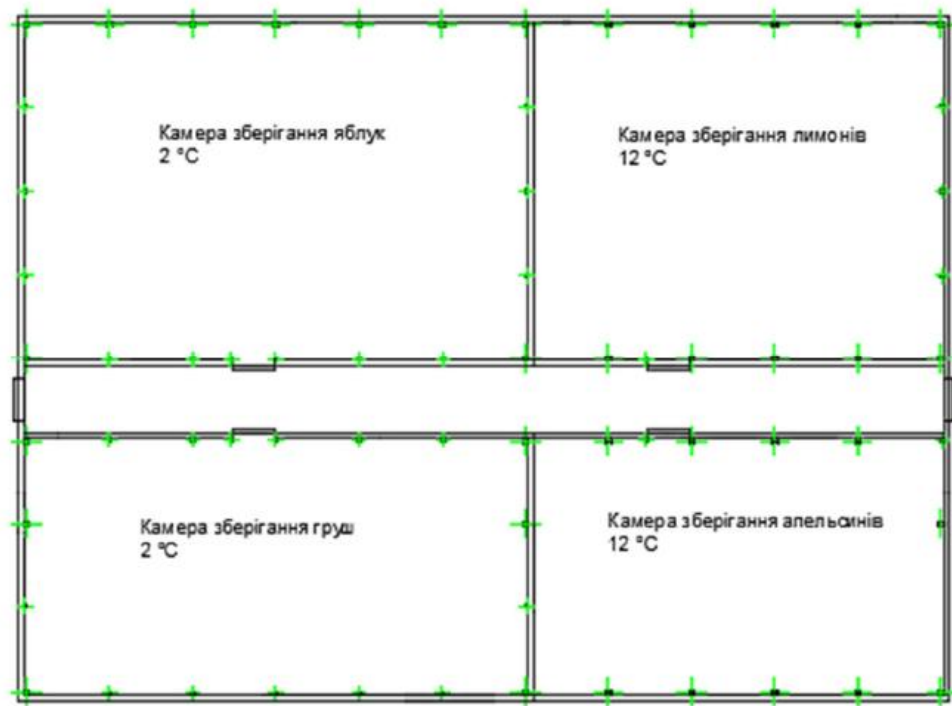 Камера зберігання яблук
2 °C
Камера зберігання лимонів
12 °C
Камера зберігання груш
2 °C
Камера зберігання апельсинів
12 °C